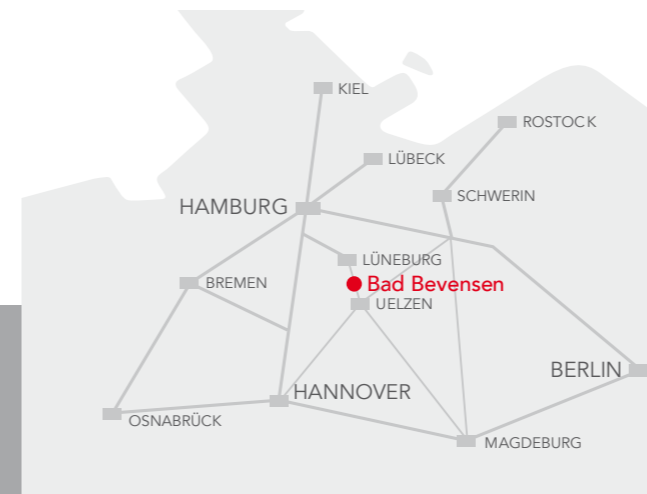 KIEL
ROSTOCK
LÜBECK
SCHWERIN
HAMBURG
LÜNEBURG
BREMEN
Bad Bevensen
UELZEN
BERLIN
HANNOVER
OSNABRÜCK
MAGDEBURG